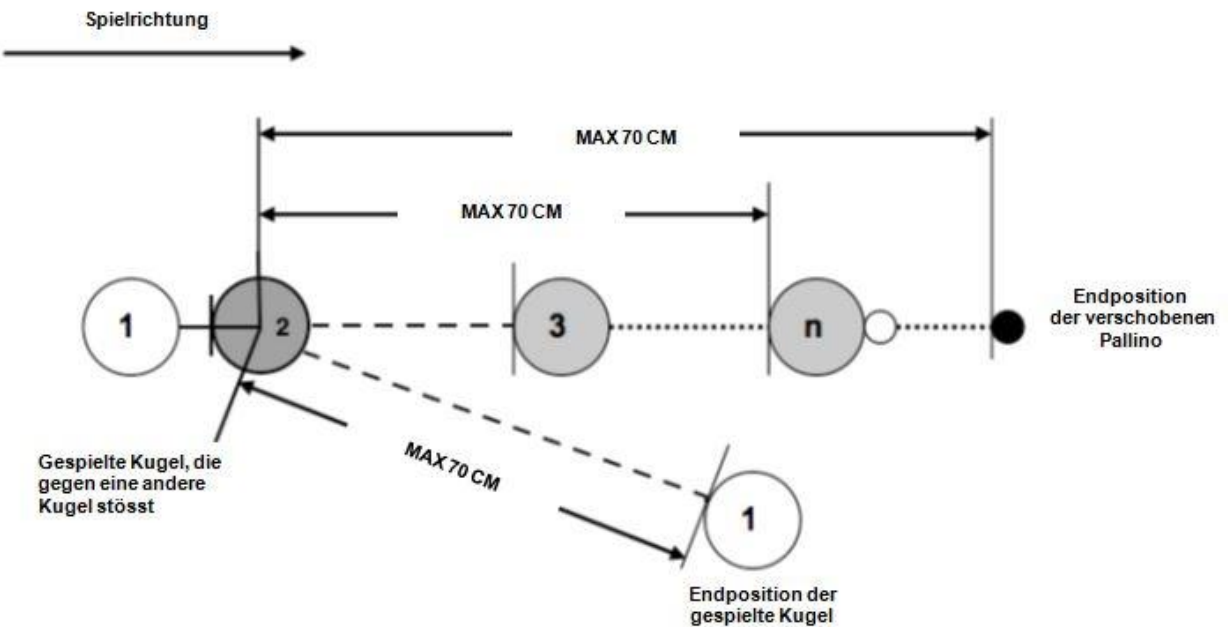 Spielrichtung
MAX 70 CM
MAX 70 CM
1
2
3
n
Endposition
der verschobenen
Pallino
Gespielte Kugel, die
gegen eine andere
Kugel stösst
MAX 70 CM
1
Endposition der
gespielte Kugel